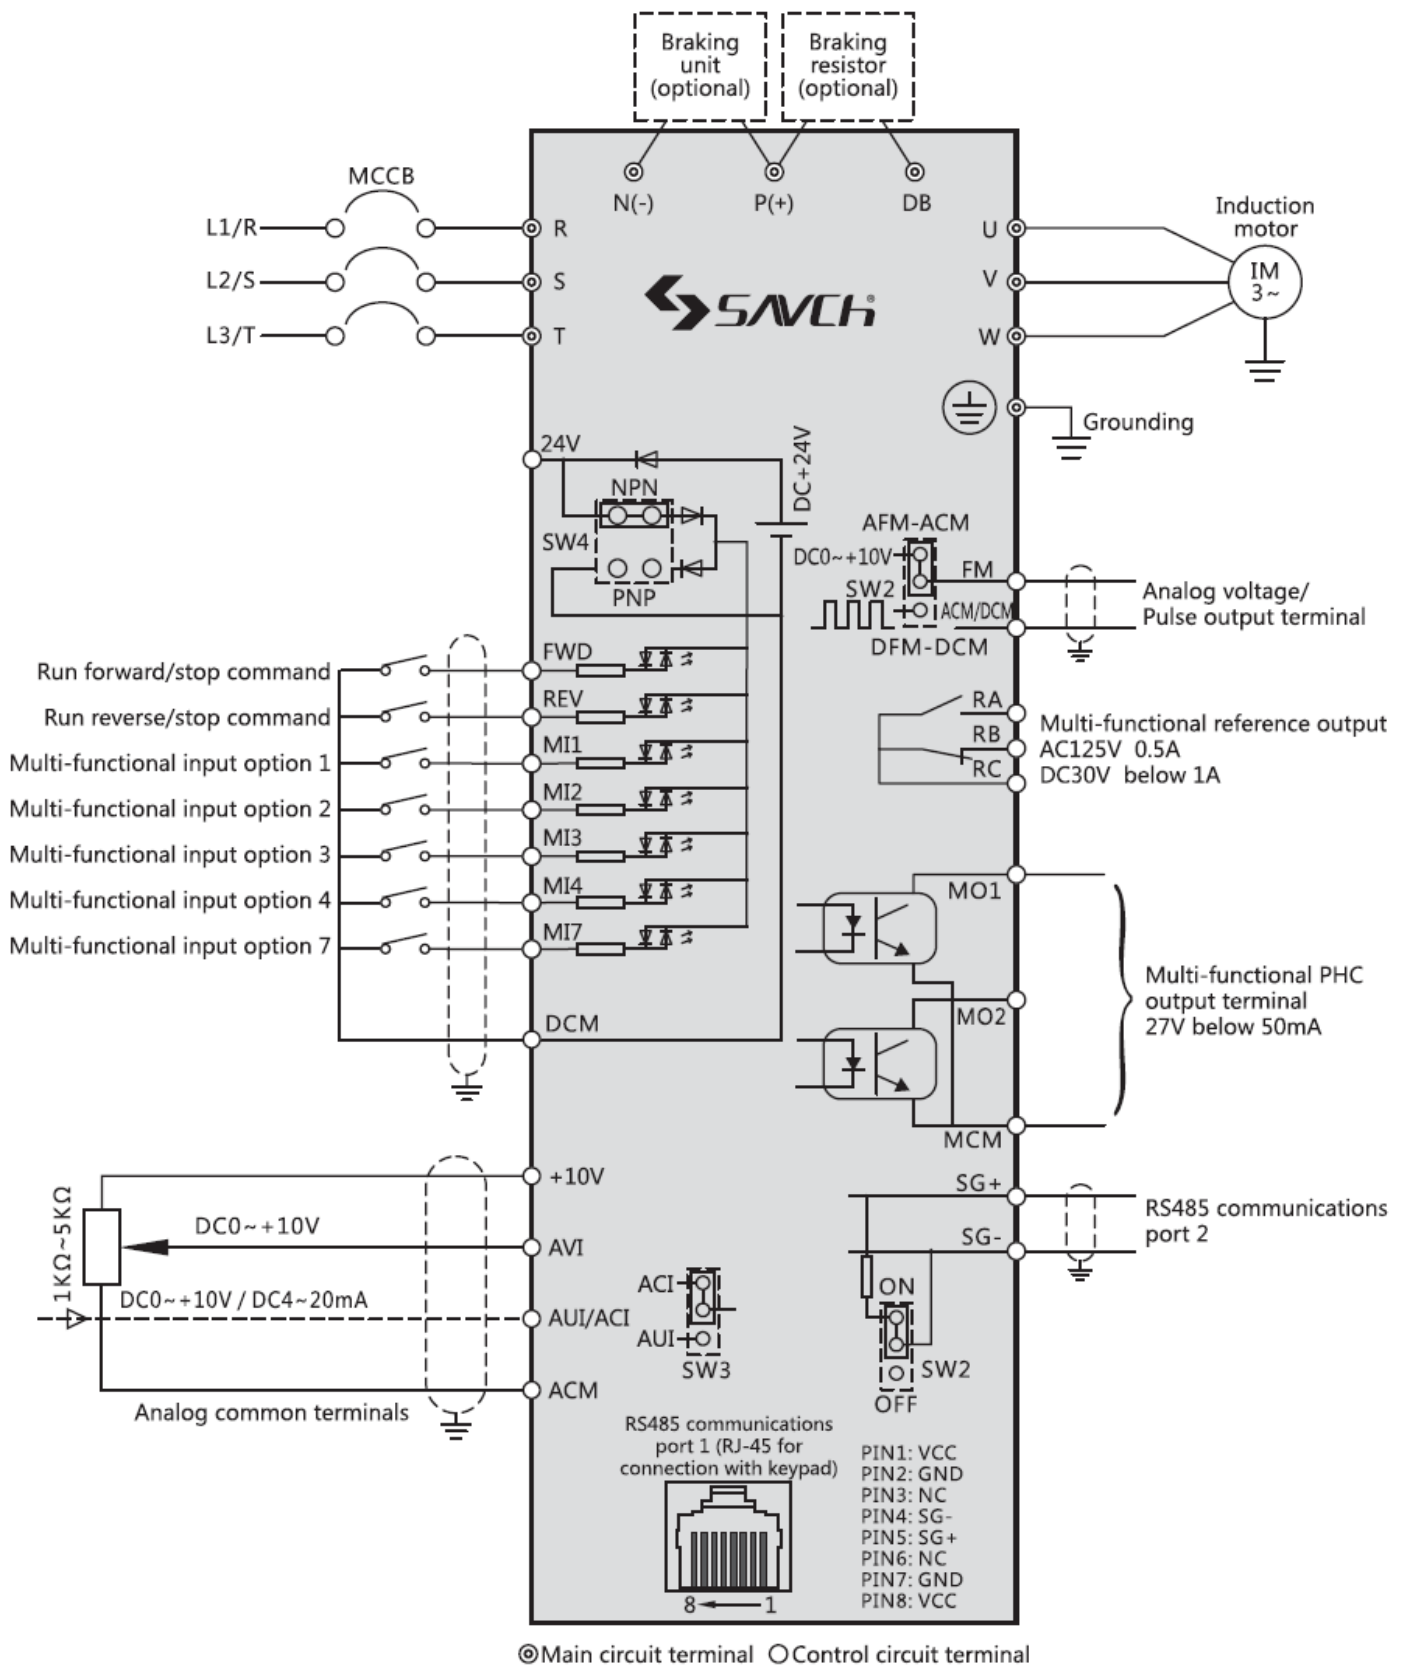 Braking
unit
(optional)
Braking
resistor
(optional)
N(-)
P(+)
DB
MCCB
L1/R
L2/S
L3/T
R
S
T
SAVCH®
U
V
W
Induction
motor
IM
3~
Grounding
24V
NPN
SW4
PNP
DC+24V
AFM-ACM
DC0~+10V
FM
SW2
ACM/DCM
DFM-DCM
Analog voltage/
Pulse output terminal
Run forward/stop command
FWD
Run reverse/stop command
REV
Multi-functional input option 1
MI1
Multi-functional input option 2
MI2
Multi-functional input option 3
MI3
Multi-functional input option 4
MI4
Multi-functional input option 7
MI7
DCM
RA
RB
RC
Multi-functional reference output
AC125V 0.5A
DC30V below 1A
MO1
MO2
MCM
Multi-functional PHC
output terminal
27V below 50mA
1KΩ~5KΩ
+10V
DC0~+10V
AVI
DC0~+10V / DC4~20mA
AUI/ACI
ACM
Analog common terminals
ACI
AUI
SW3
SG+
SG-
RS485 communications
port 2
ON
SW2
OFF
RS485 communications
port 1 (RJ-45 for
connection with keypad)
8
1
PIN1: VCC
PIN2: GND
PIN3: NC
PIN4: SG-
PIN5: SG+
PIN6: NC
PIN7: GND
PIN8: VCC
Main circuit terminal
Control circuit terminal